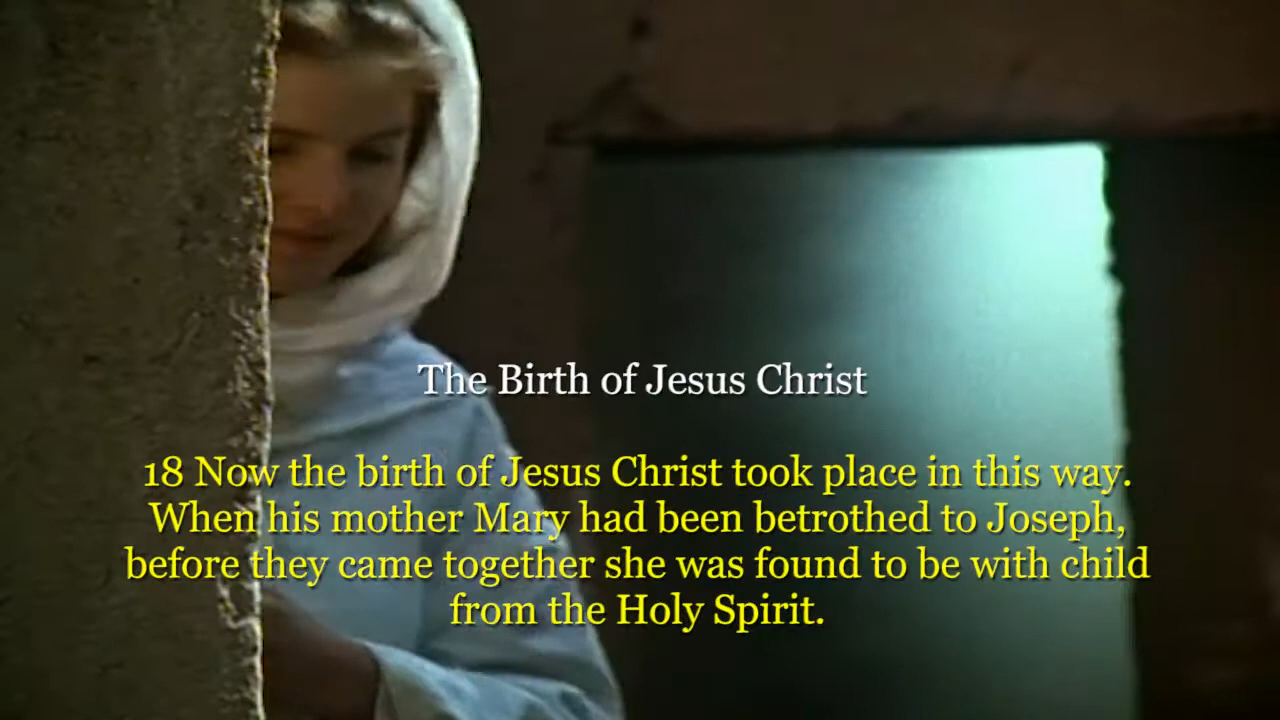 The Birth of Jesus Christ
18 Now the birth of Jesus Christ took place in this way.
When his mother Mary had been betrothed to Joseph,
before they came together she was found to be with child
from the Holy Spirit.